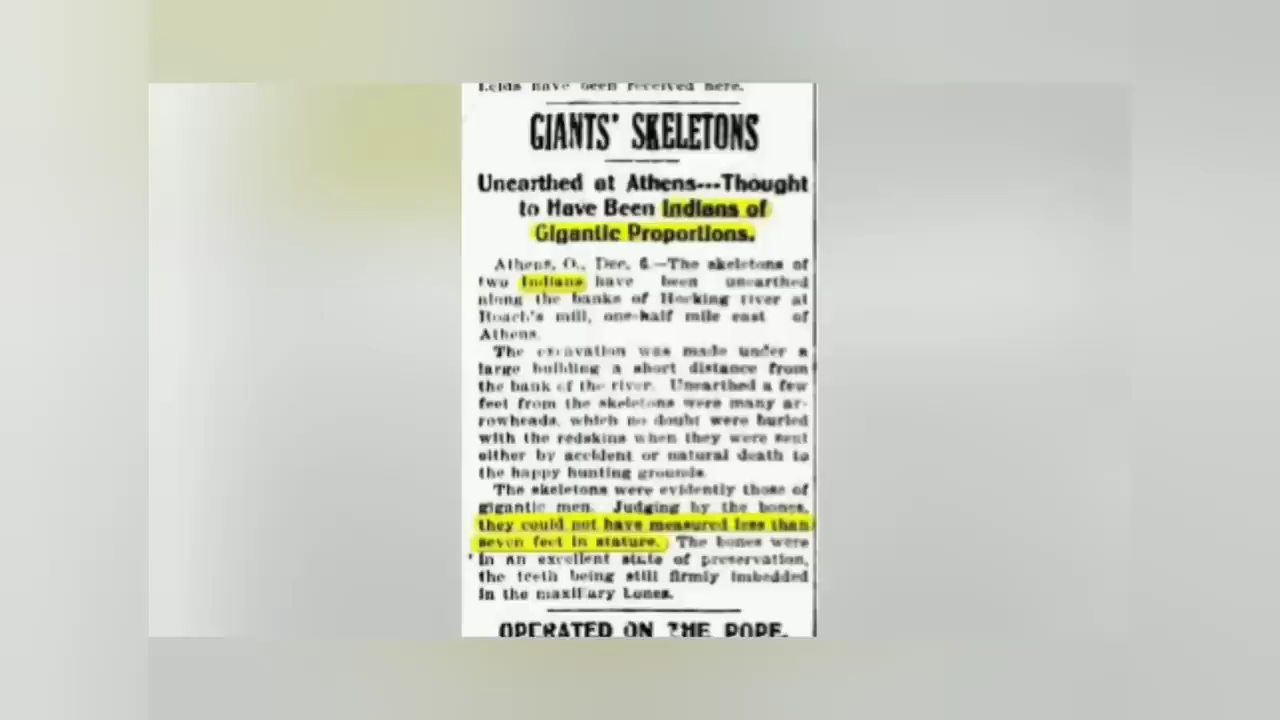 Ields have been received here.
GIANTS' SKELETONS
Unearthed at Athens---Thought
to Have Been Indians of
Gigantic Proportions.
Athens, O., Dec. 6.—The skeletons of
two Indians have been unearthed
along the banks of Hocking river at
Roach's mill, one-half mile east of
Athens.
The excavation was made under a
large building a short distance from
the bank of the river. Unearthed a few
feet from the skeletons were many ar-
rowheads, which no doubt were buried
with the redskins when they were sent
either by accident or natural death to
the happy hunting grounds.
The skeletons were evidently those of
gigantic men. Judging by the bones,
they could not have measured less than
seven feet in stature. The bones were
in an excellent state of preservation,
the teeth being still firmly imbedded
in the maxillary bones.
OPERATED ON THE POPE.